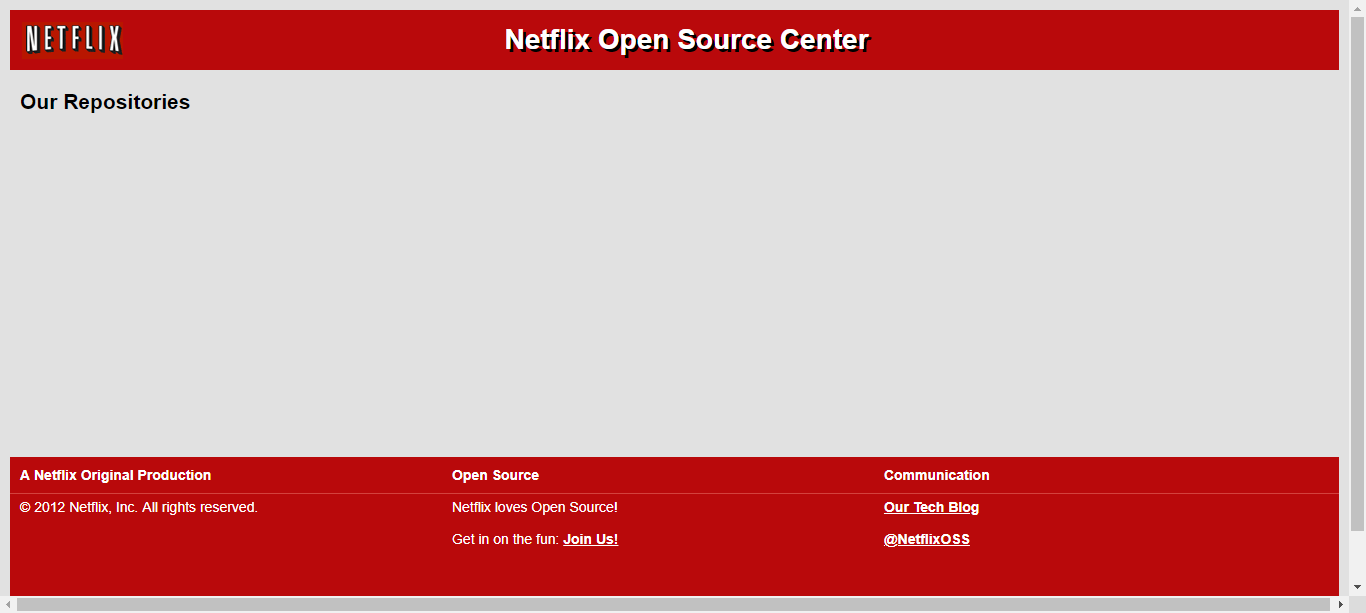 NETFLIX
Netflix Open Source Center
Our Repositories
A Netflix Original Production
© 2012 Netflix, Inc. All rights reserved.
Open Source
Netflix loves Open Source!
Get in on the fun: Join Us!
Communication
Our Tech Blog
@NetflixOSS